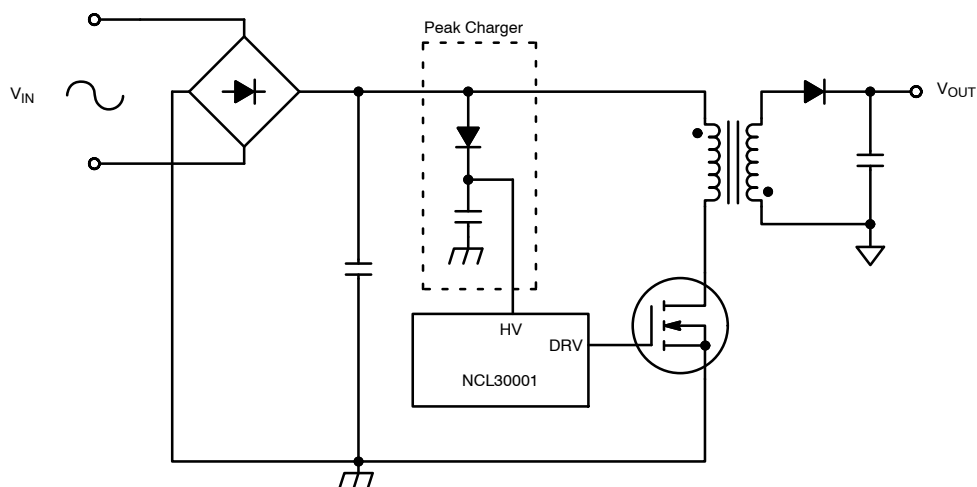 Peak Charger
V_IN
V_OUT
HV
DRV
NCL30001